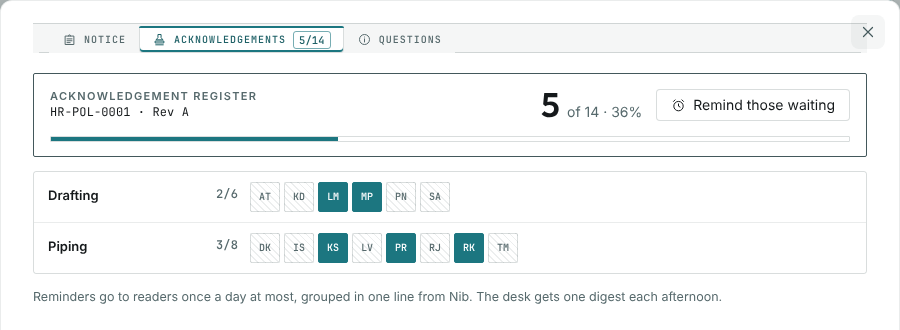 NOTICE ACKNOWLEDGEMENTS 5/14 QUESTIONS
ACKNOWLEDGEMENT REGISTER
HR-POL-0001 · Rev A
5 of 14 · 36%
Remind those waiting
Drafting 2/6 AT KD LM MP PN SA
Piping 3/8 DK IS KS LV PR RJ RK TM
Reminders go to readers once a day at most, grouped in one line from Nib. The desk gets one digest each afternoon.